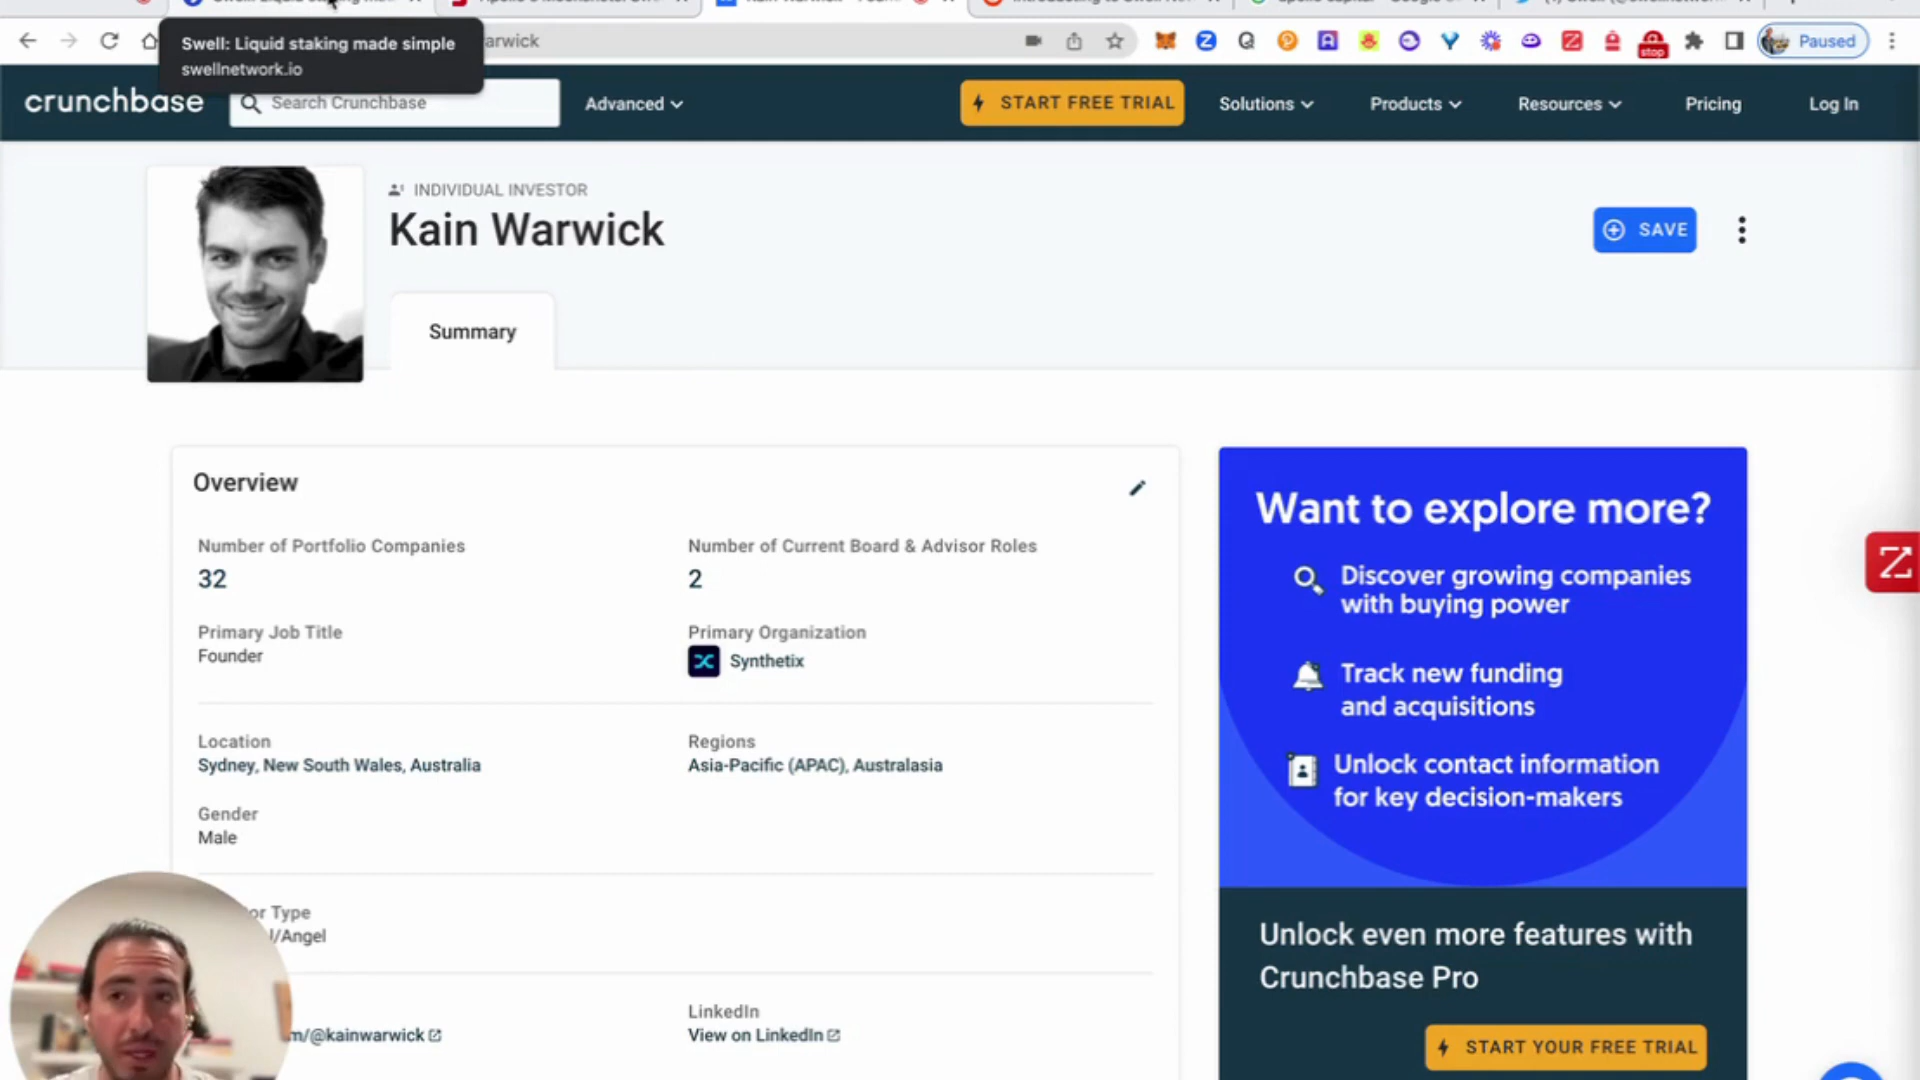 Swell: Liquid staking made simple
swellnetwork.io
arwick
stop
Paused
crunchbase
Search Crunchbase
Advanced
START FREE TRIAL
Solutions
Products
Resources
Pricing
Log In
INDIVIDUAL INVESTOR
Kain Warwick
SAVE
Summary
Overview
Number of Portfolio Companies
32
Number of Current Board & Advisor Roles
2
Primary Job Title
Founder
Primary Organization
Synthetix
Location
Sydney, New South Wales, Australia
Regions
Asia-Pacific (APAC), Australasia
Gender
Male
or Type
l/Angel
m/@kainwarwick
LinkedIn
View on LinkedIn
Want to explore more?
Discover growing companies
with buying power
Track new funding
and acquisitions
Unlock contact information
for key decision-makers
Unlock even more features with
Crunchbase Pro
START YOUR FREE TRIAL